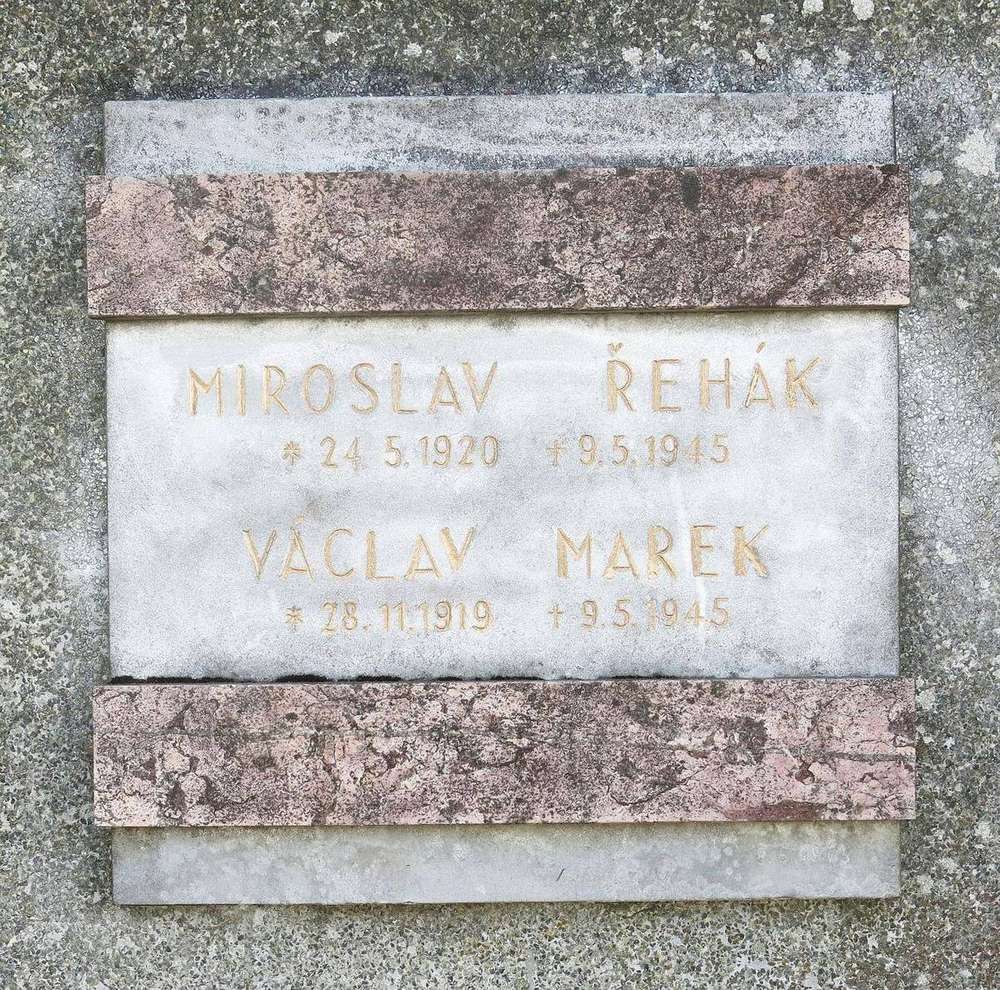 MIROSLAV ŘEHÁK
* 24.5.1920 † 9.5.1945
VÁCLAV MAREK
* 28.11.1919 † 9.5.1945